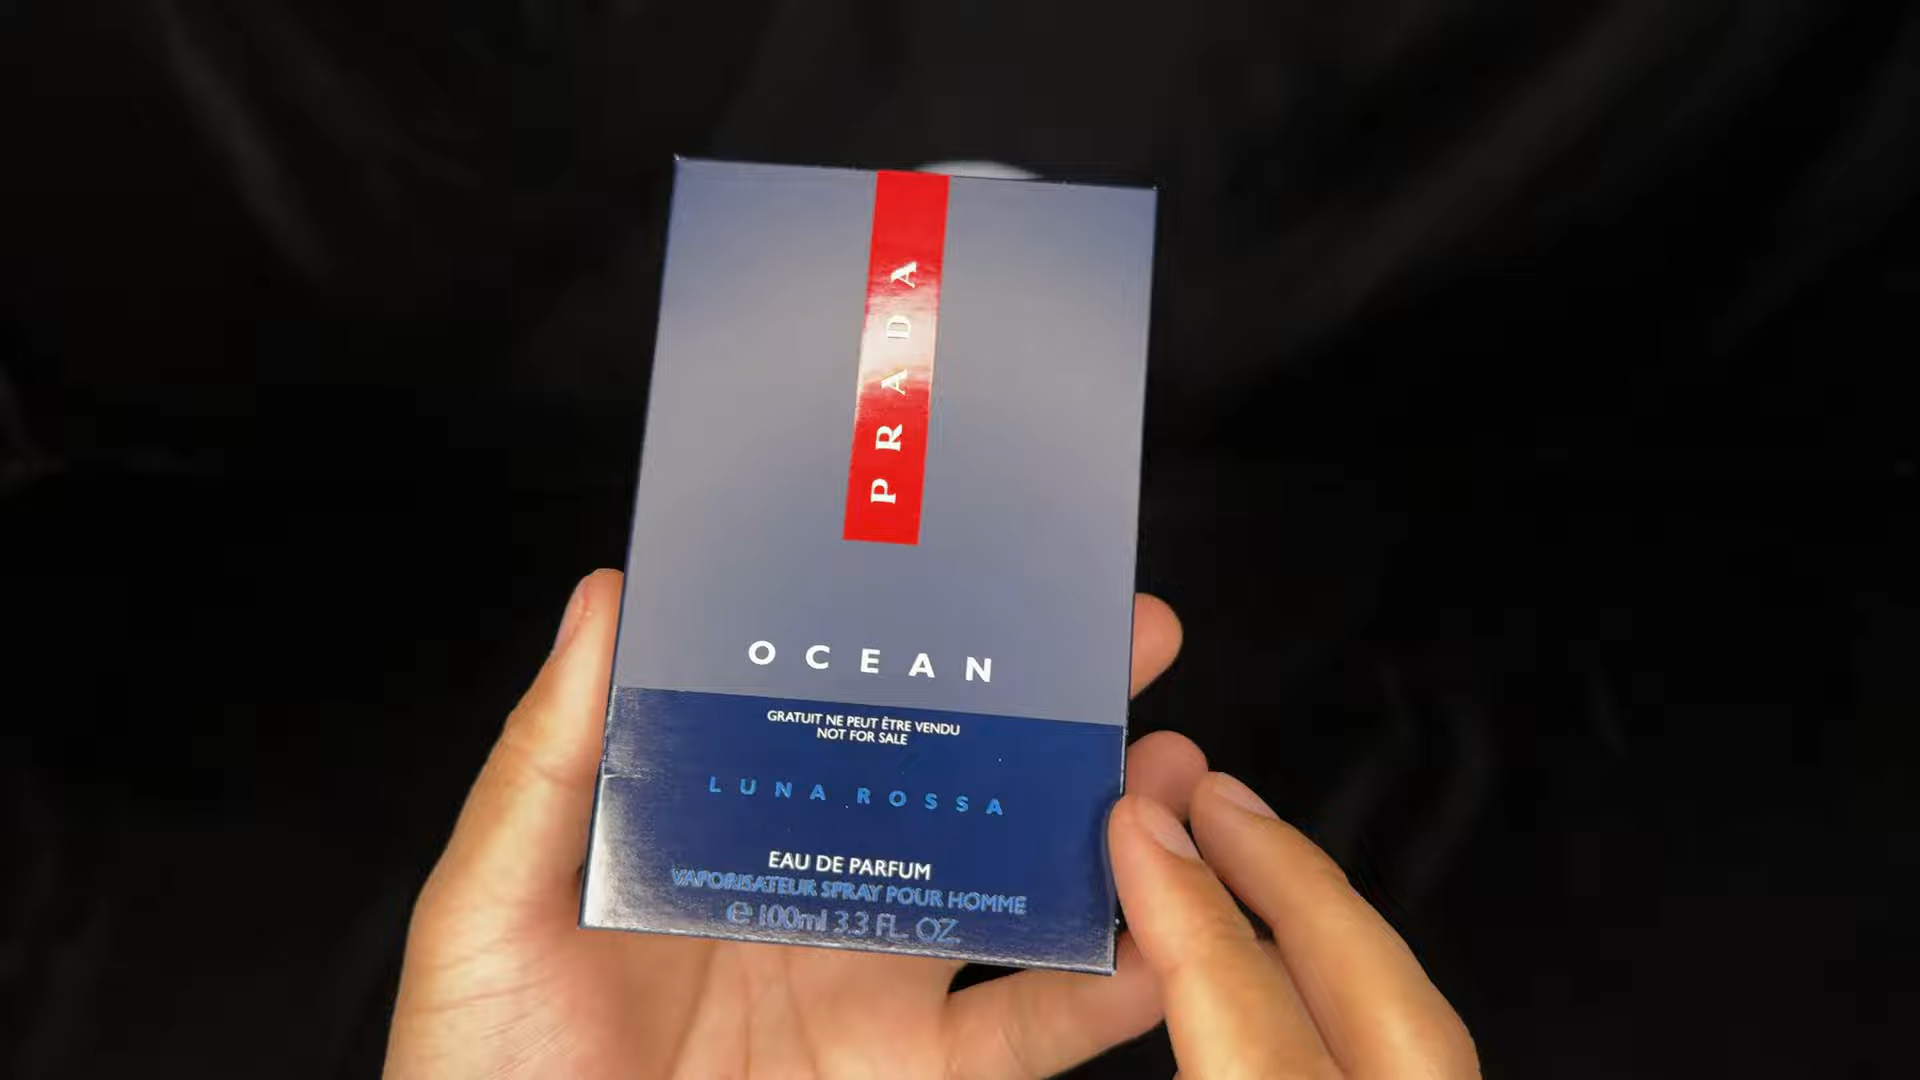 PRADA
OCEAN
GRATUIT NE PEUT ÊTRE VENDU
NOT FOR SALE
LUNA ROSSA
EAU DE PARFUM
VAPORISATEUR SPRAY POUR HOMME
℮ 100ml 3.3 FL. OZ.